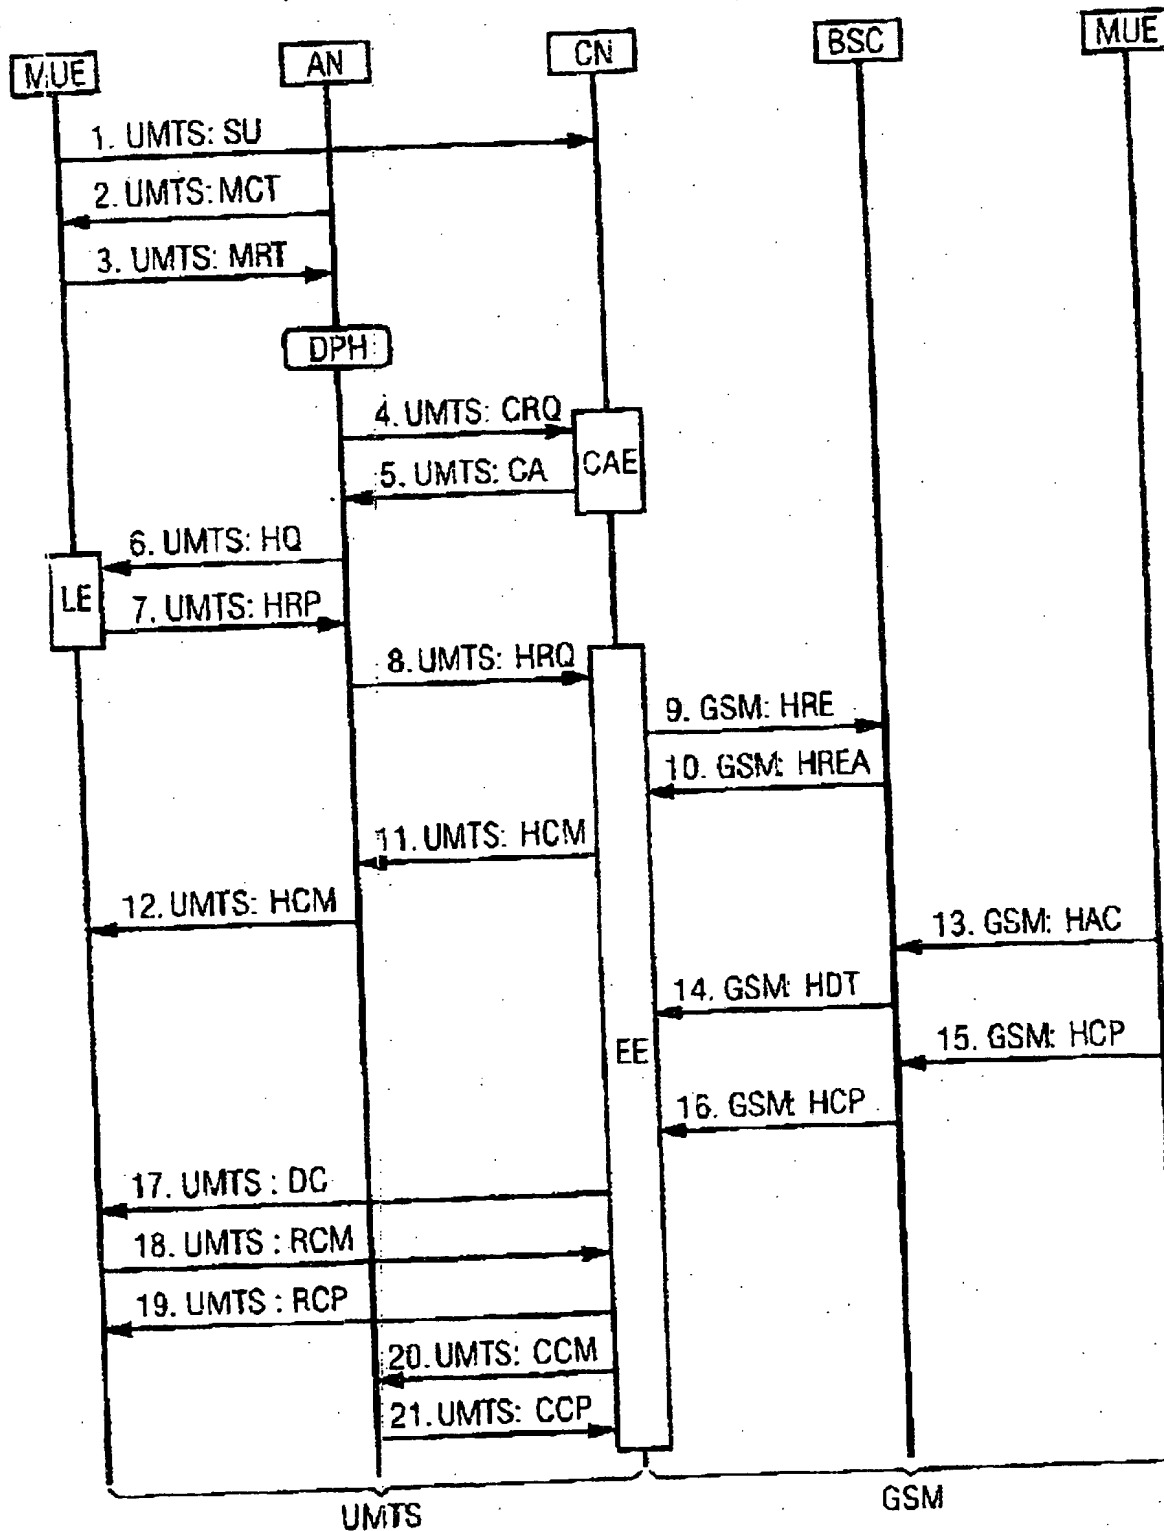 MUE
AN
CN
BSC
MUE
1. UMTS: SU
2. UMTS: MCT
3. UMTS: MRT
DPH
4. UMTS: CRQ
CAE
5. UMTS: CA
6. UMTS: HQ
LE
7. UMTS: HRP
8. UMTS: HRQ
9. GSM: HRE
10. GSM: HREA
11. UMTS: HCM
12. UMTS: HCM
13. GSM: HAC
14. GSM: HDT
EE
15. GSM: HCP
16. GSM: HCP
17. UMTS : DC
18. UMTS : RCM
19. UMTS : RCP
20. UMTS: CCM
21. UMTS: CCP
UMTS
GSM